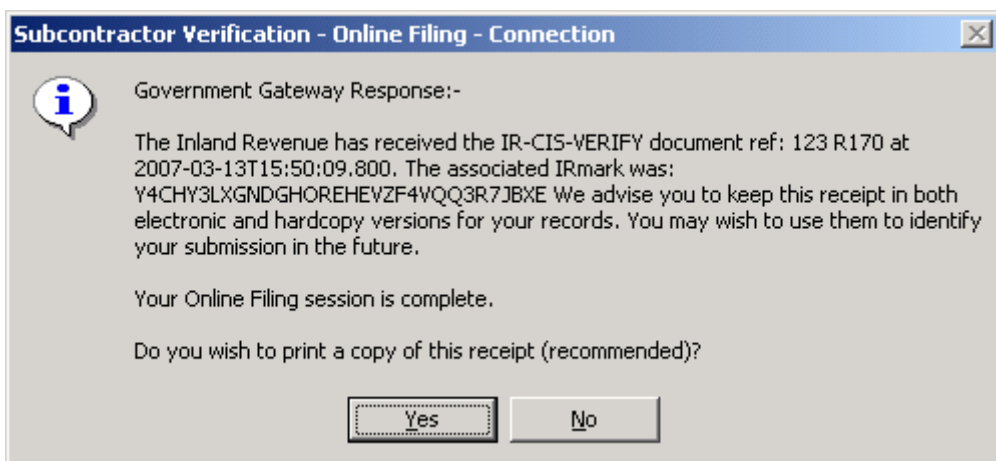 Subcontractor Verification - Online Filing - Connection
Government Gateway Response:-
The Inland Revenue has received the IR-CIS-VERIFY document ref: 123 R170 at
2007-03-13T15:50:09.800. The associated IRmark was:
Y4CHY3LXGNDGHOREHEVZF4VQQ3R7JBXE We advise you to keep this receipt in both
electronic and hardcopy versions for your records. You may wish to use them to identify
your submission in the future.
Your Online Filing session is complete.
Do you wish to print a copy of this receipt (recommended)?
Yes No